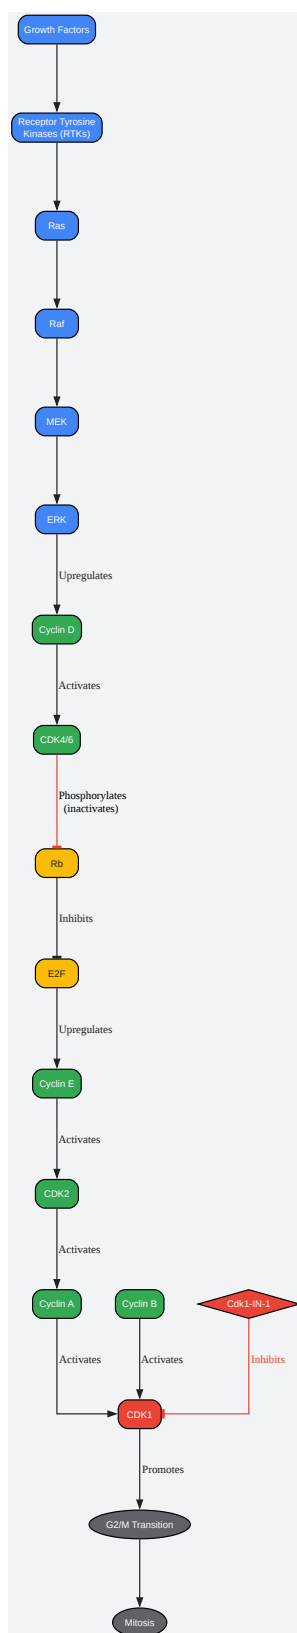 Growth Factors
Receptor Tyrosine
Kinases (RTKs)
Ras
Raf
MEK
ERK
Upregulates
Cyclin D
Activates
CDK4/6
Phosphorylates
(inactivates)
Rb
Inhibits
E2F
Upregulates
Cyclin E
Activates
CDK2
Activates
Cyclin A
Cyclin B
Cdk1-IN-1
Activates
Activates
Inhibits
CDK1
Promotes
G2/M Transition
Mitosis